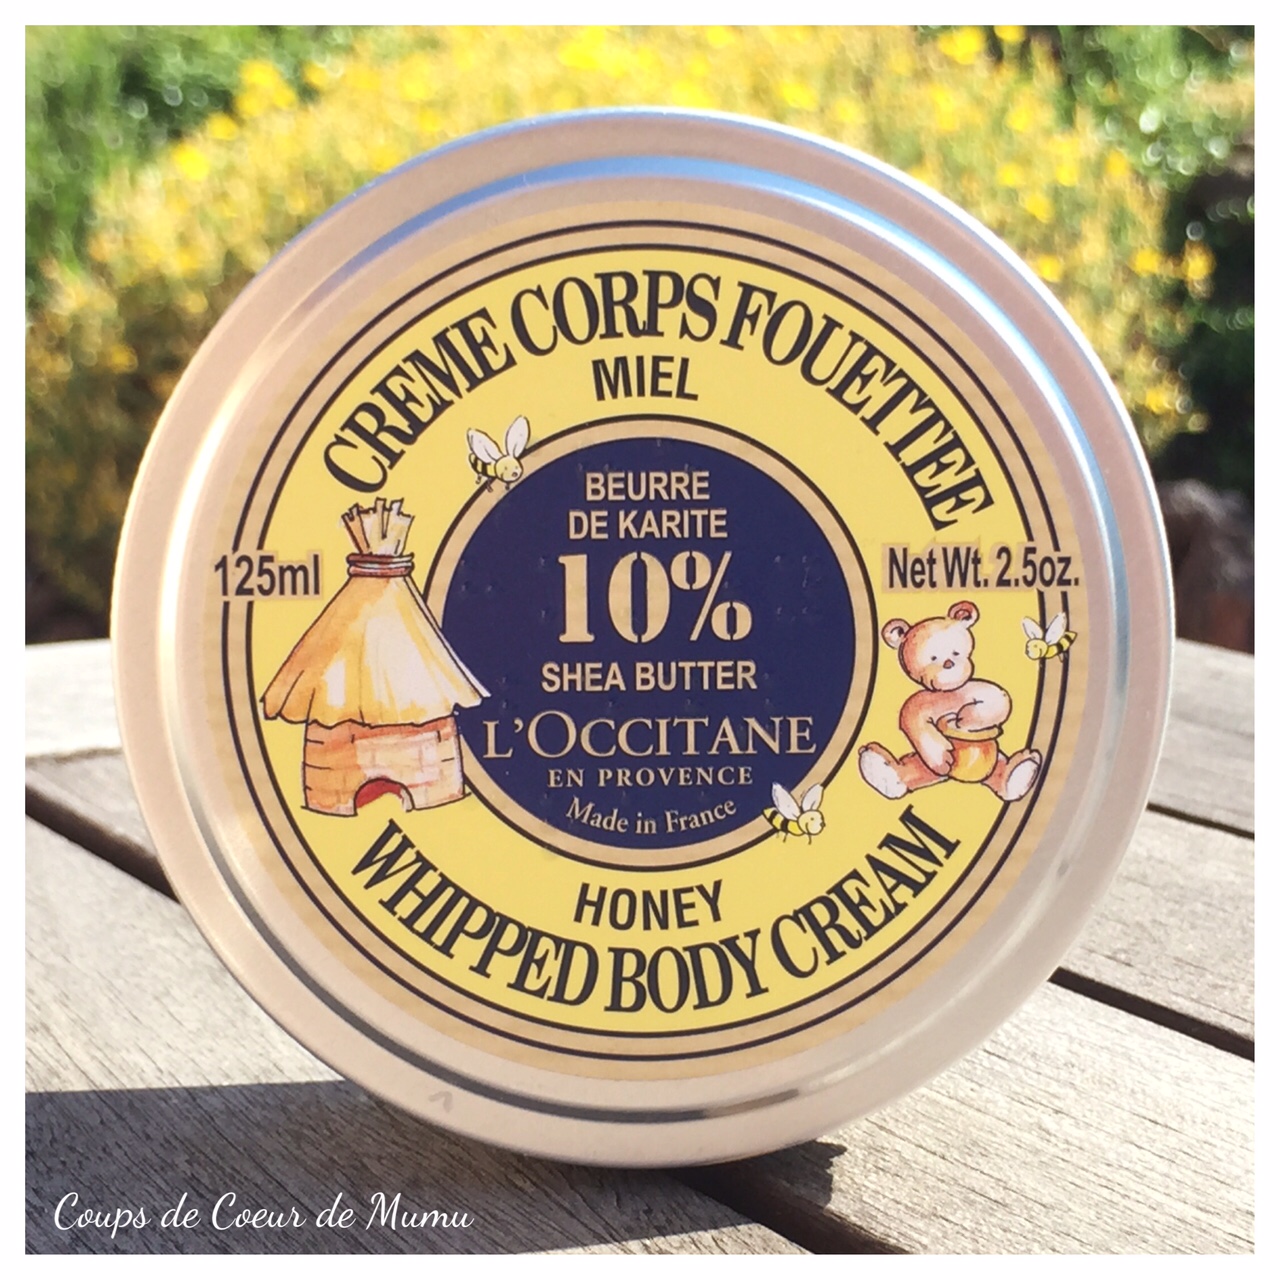 CREME CORPS FOUETTEE
MIEL
BEURRE
DE KARITE
10%
125ml
Net Wt. 2.5oz.
SHEA BUTTER
L'OCCITANE
EN PROVENCE
Made in France
HONEY
WHIPPED BODY CREAM
Coups de Coeur de Mumu